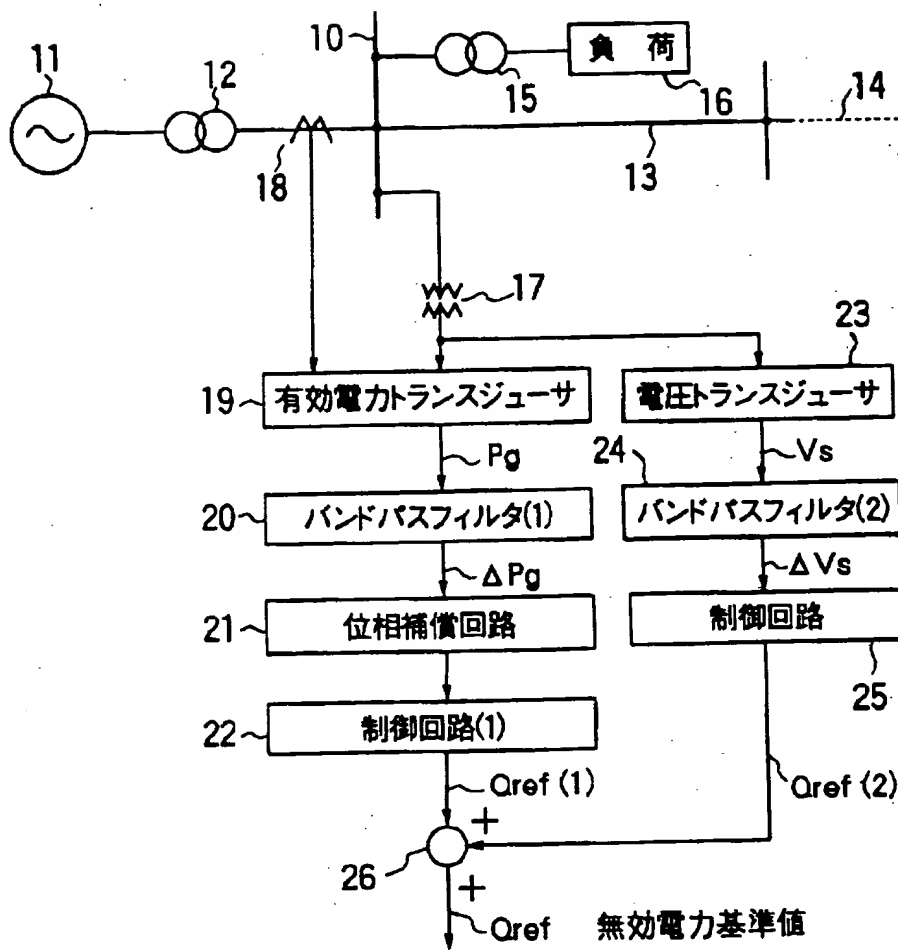 10
11
12
負荷
15
16
14
18
13
17
23
19
有効電力トランスジューサ
電圧トランスジューサ
Pg
24
Vs
20
バンドパスフィルタ(1)
バンドパスフィルタ(2)
ΔPg
ΔVs
21
位相補償回路
制御回路
25
22
制御回路(1)
Qref(1)
Qref(2)
+
26
+
Qref 無効電力基準値